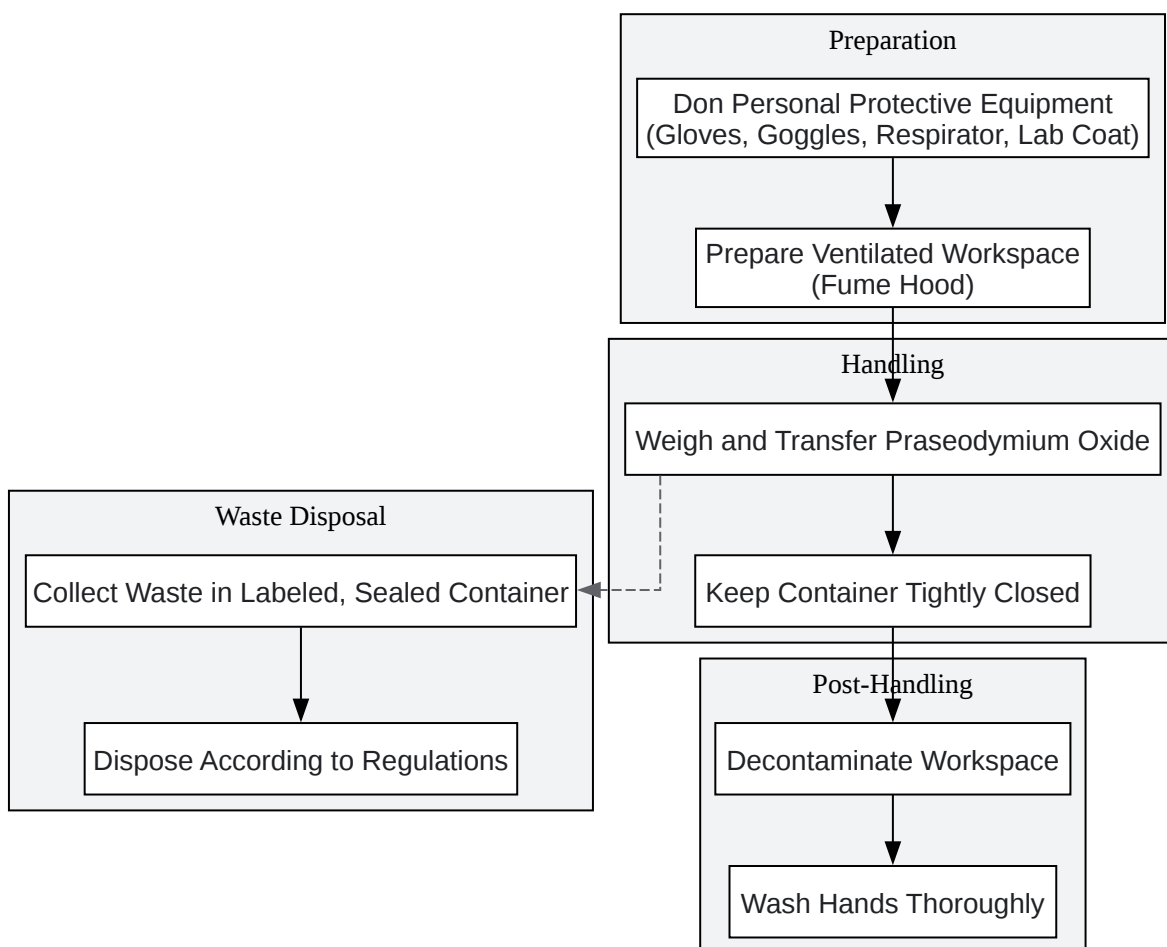 Preparation
Don Personal Protective Equipment
(Gloves, Goggles, Respirator, Lab Coat)
Prepare Ventilated Workspace
(Fume Hood)
Handling
Weigh and Transfer Praseodymium Oxide
Keep Container Tightly Closed
Waste Disposal
Collect Waste in Labeled, Sealed Container
Dispose According to Regulations
Post-Handling
Decontaminate Workspace
Wash Hands Thoroughly